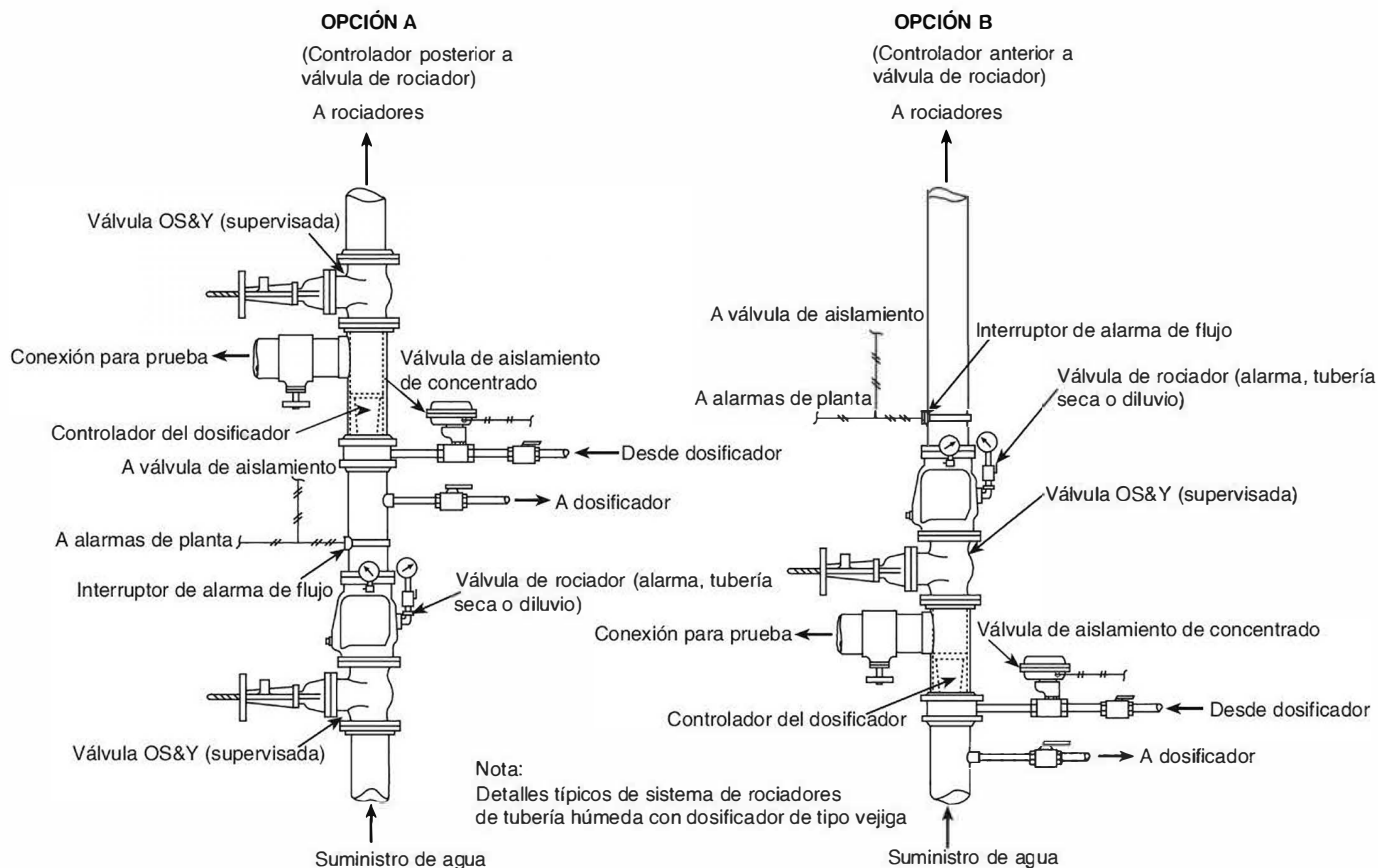 OPCIÓN A
(Controlador posterior a
válvula de rociador)
A rociadores
Válvula OS&Y (supervisada)
Conexión para prueba
Válvula de aislamiento
de concentrado
Controlador del dosificador
Desde dosificador
A válvula de aislamiento
A dosificador
A alarmas de planta
Interruptor de alarma de flujo
Válvula de rociador (alarma, tubería
seca o diluvio)
Válvula OS&Y (supervisada)
Suministro de agua
OPCIÓN B
(Controlador anterior a
válvula de rociador)
A rociadores
A válvula de aislamiento
Interruptor de alarma de flujo
Válvula de rociador (alarma, tubería
seca o diluvio)
A alarmas de planta
Válvula OS&Y (supervisada)
Conexión para prueba
Válvula de aislamiento de concentrado
Controlador del dosificador
Desde dosificador
A dosificador
Suministro de agua
Nota:
Detalles típicos de sistema de rociadores
de tubería húmeda con dosificador de tipo vejiga